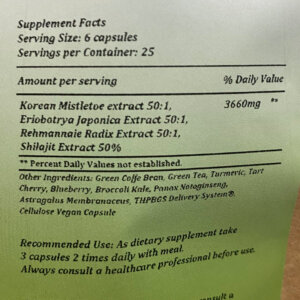 Supplement Facts
Serving Size: 6 capsules
Servings per Container: 25
Amount per serving % Daily Value
Korean Mistletoe extract 50:1, 3660mg **
Eriobotrya Japonica Extract 50:1,
Rehmannaie Radix Extract 50:1,
Shilajit Extract 50%
** Percent Daily Values not established.
Other Ingredients: Green Coffe Bean, Green Tea, Turmeric, Tart
Cherry, Blueberry, Broccoli Kale, Panax Notoginseng,
Astragalus Membranaceus, THPBGS Delivery System®.
Cellulose Vegan Capsule
Recommended Use: As dietary supplement take
3 capsules 2 times daily with meal.
Always consult a healthcare professional before use.
consult a